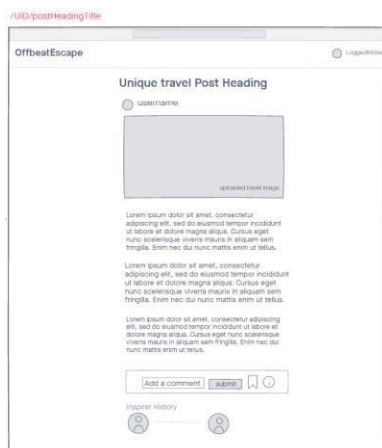 /UID/postHeadingTitle
OffbeatEscape
LoggedInUser
Unique travel Post Heading
username
uploaded travel image
Lorem ipsum dolor sit amet, consectetur
adipiscing elit, sed do eiusmod tempor incididunt
ut labore et dolore magna aliqua. Cursus eget
nunc scelerisque viverra mauris in aliquam sem
fringilla. Enim nec dui nunc mattis enim ut tellus.
Lorem ipsum dolor sit amet, consectetur
adipiscing elit, sed do eiusmod tempor incididunt
ut labore et dolore magna aliqua. Cursus eget
nunc scelerisque viverra mauris in aliquam sem
fringilla. Enim nec dui nunc mattis enim ut tellus.
Lorem ipsum dolor sit amet, consectetur adipiscing
elit, sed do eiusmod tempor incididunt ut labore et
dolore magna aliqua. Cursus eget nunc scelerisque
viverra mauris in aliquam sem fringilla. Enim nec dui
nunc mattis enim ut tellus.
Add a comment submit
Inspirer History